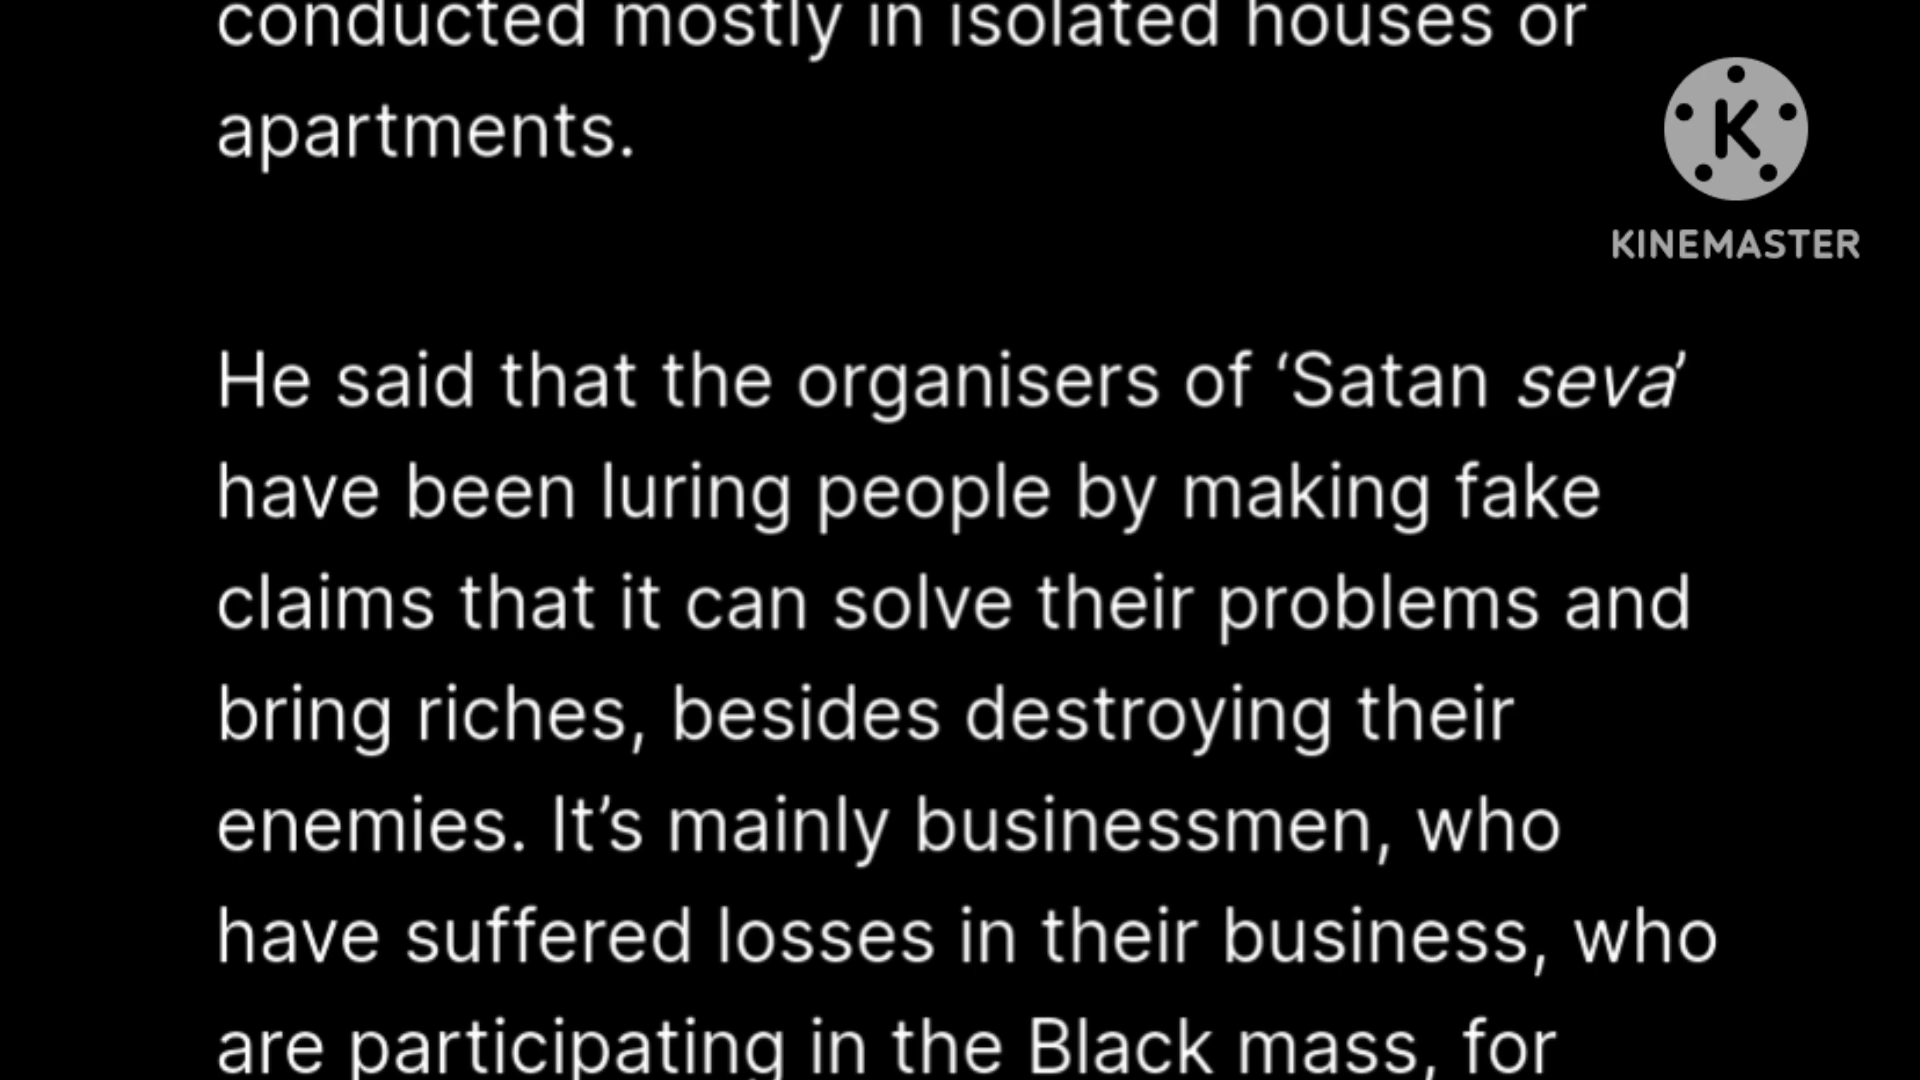 conducted mostly in isolated houses or
apartments.
K
KINEMASTER
He said that the organisers of ‘Satan seva’
have been luring people by making fake
claims that it can solve their problems and
bring riches, besides destroying their
enemies. It’s mainly businessmen, who
have suffered losses in their business, who
are participating in the Black mass, for